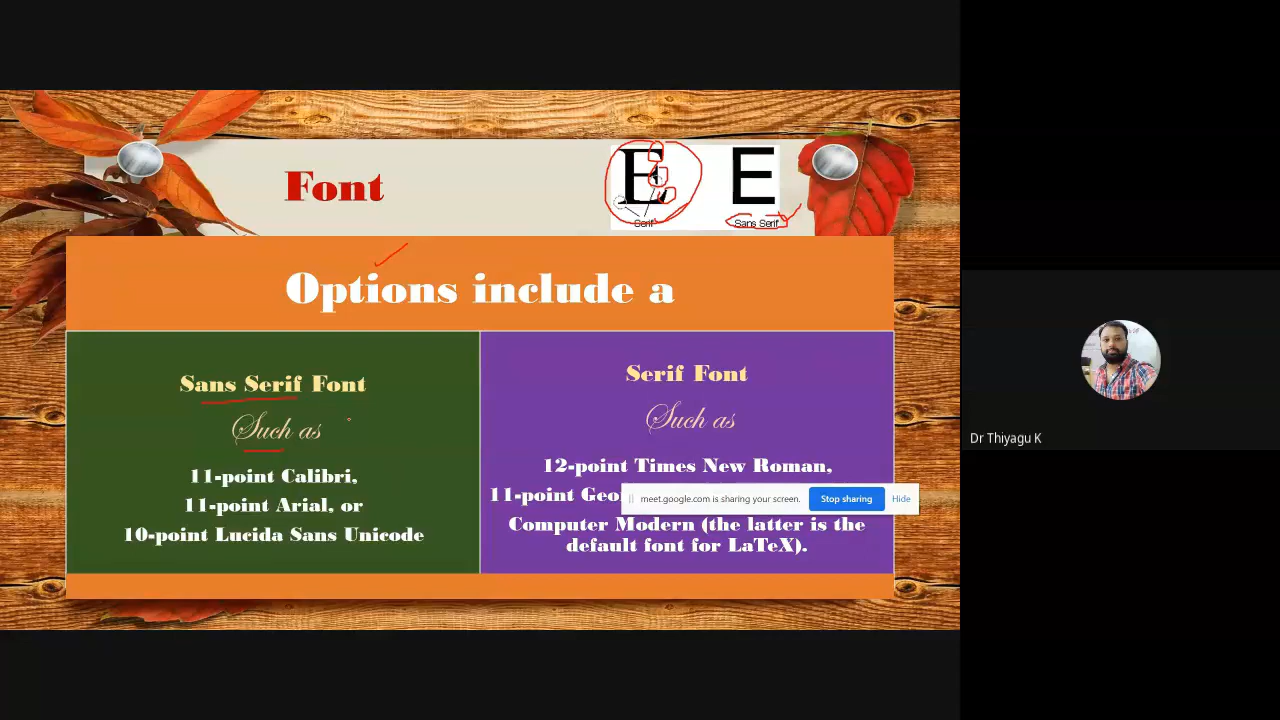 Font
Serif
Sans Serif
Options include a
Sans Serif Font
Such as
11-point Calibri,
11-point Arial, or
10-point Lucida Sans Unicode
Serif Font
Such as
12-point Times New Roman,
11-point
meet.google.com is sharing your screen.
Stop sharing
Hide
Computer Modern (the latter is the
default font for LaTeX).
Dr Thiyagu K